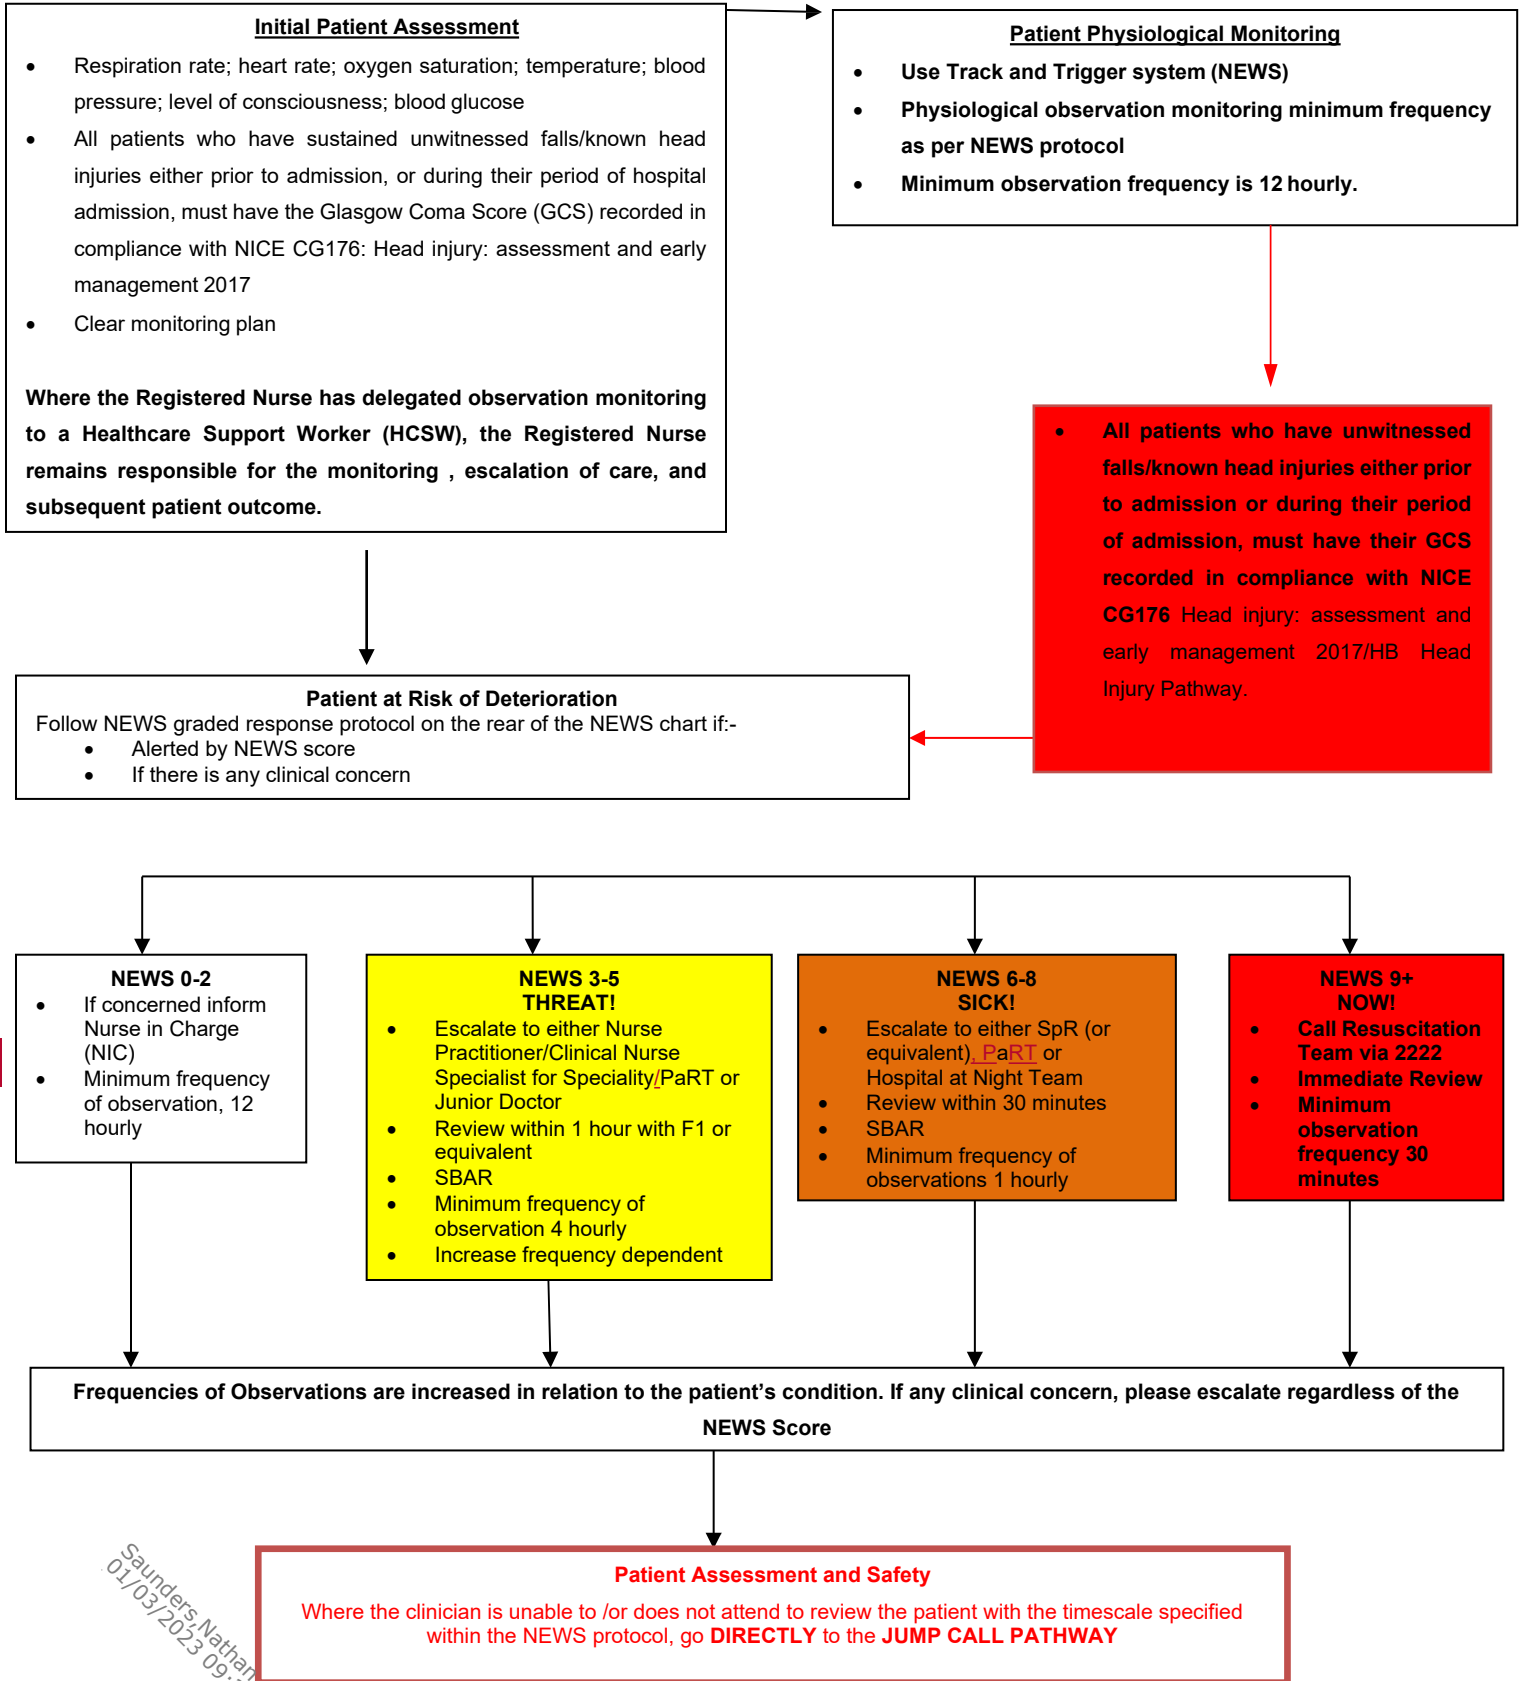 Initial Patient Assessment
• Respiration rate; heart rate; oxygen saturation; temperature; blood
pressure; level of consciousness; blood glucose
• All patients who have sustained unwitnessed falls/known head
injuries either prior to admission, or during their period of hospital
admission, must have the Glasgow Coma Score (GCS) recorded in
compliance with NICE CG176: Head injury: assessment and early
management 2017
• Clear monitoring plan
Where the Registered Nurse has delegated observation monitoring
to a Healthcare Support Worker (HCSW), the Registered Nurse
remains responsible for the monitoring , escalation of care, and
subsequent patient outcome.
Patient Physiological Monitoring
• Use Track and Trigger system (NEWS)
• Physiological observation monitoring minimum frequency
as per NEWS protocol
• Minimum observation frequency is 12 hourly.
• All patients who have unwitnessed
falls/known head injuries either prior
to admission or during their period
of admission, must have their GCS
recorded in compliance with NICE
CG176 Head injury: assessment and
early management 2017/HB Head
Injury Pathway.
Patient at Risk of Deterioration
Follow NEWS graded response protocol on the rear of the NEWS chart if:-
• Alerted by NEWS score
• If there is any clinical concern
NEWS 0-2
• If concerned inform
Nurse in Charge
(NIC)
• Minimum frequency
of observation, 12
hourly
NEWS 3-5
THREAT!
• Escalate to either Nurse
Practitioner/Clinical Nurse
Specialist for Speciality/PaRT or
Junior Doctor
• Review within 1 hour with F1 or
equivalent
• SBAR
• Minimum frequency of
observation 4 hourly
• Increase frequency dependent
NEWS 6-8
SICK!
• Escalate to either SpR (or
equivalent), PaRT or
Hospital at Night Team
• Review within 30 minutes
• SBAR
• Minimum frequency of
observations 1 hourly
NEWS 9+
NOW!
• Call Resuscitation
Team via 2222
• Immediate Review
• Minimum
observation
frequency 30
minutes
Frequencies of Observations are increased in relation to the patient’s condition. If any clinical concern, please escalate regardless of the
NEWS Score
Patient Assessment and Safety
Where the clinician is unable to /or does not attend to review the patient with the timescale specified
within the NEWS protocol, go DIRECTLY to the JUMP CALL PATHWAY
Saunders,Nathan
01/03/2023 09: